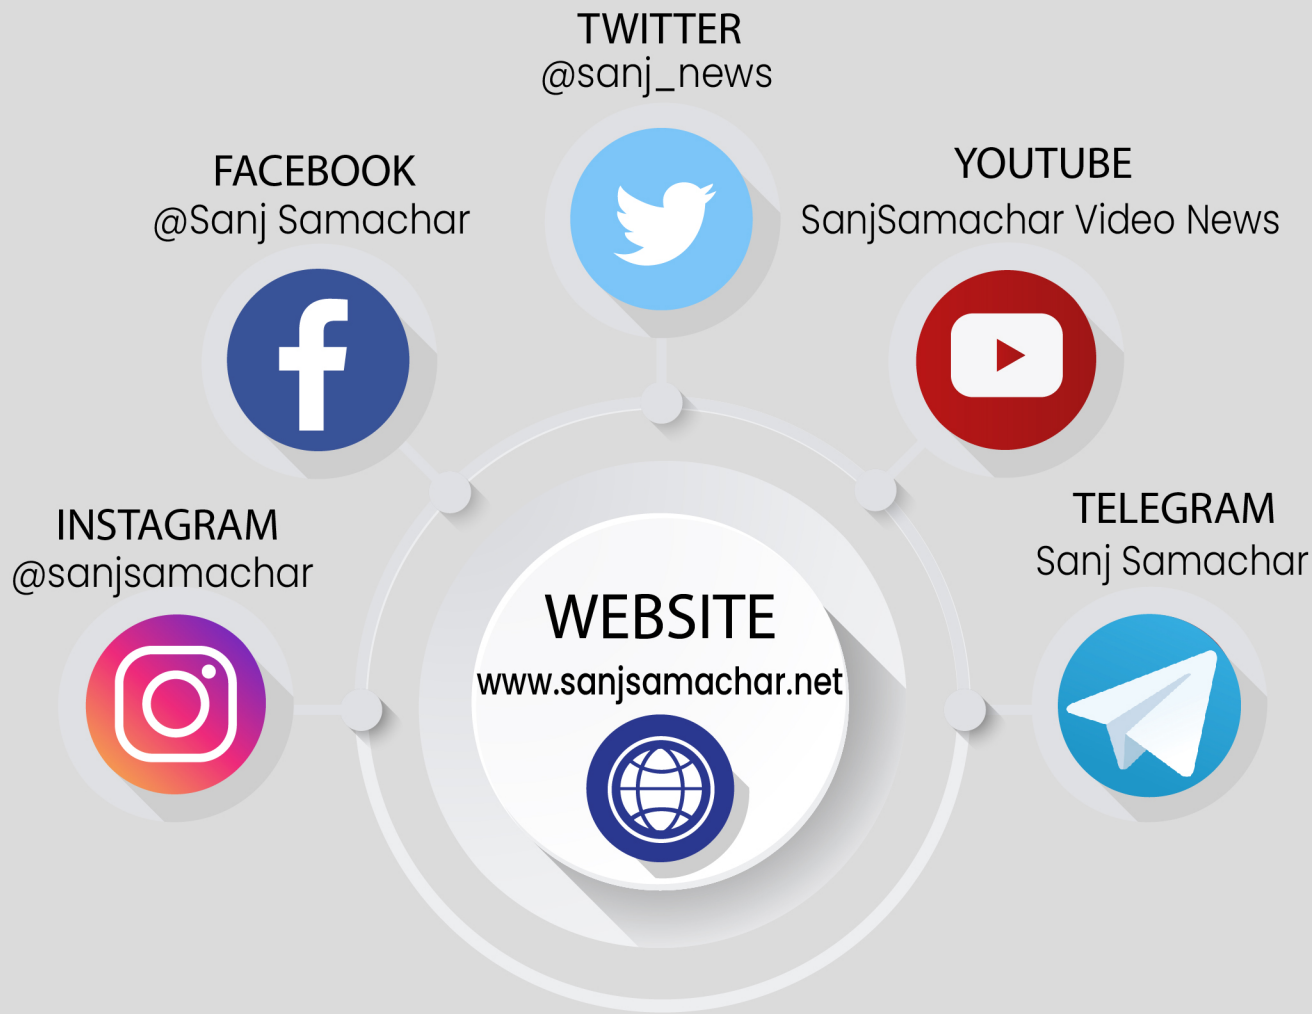 TWITTER
@sanj_news
FACEBOOK
@Sanj Samachar
YOUTUBE
SanjSamachar Video News
INSTAGRAM
@sanjsamachar
TELEGRAM
Sanj Samachar
WEBSITE
www.sanjsamachar.net